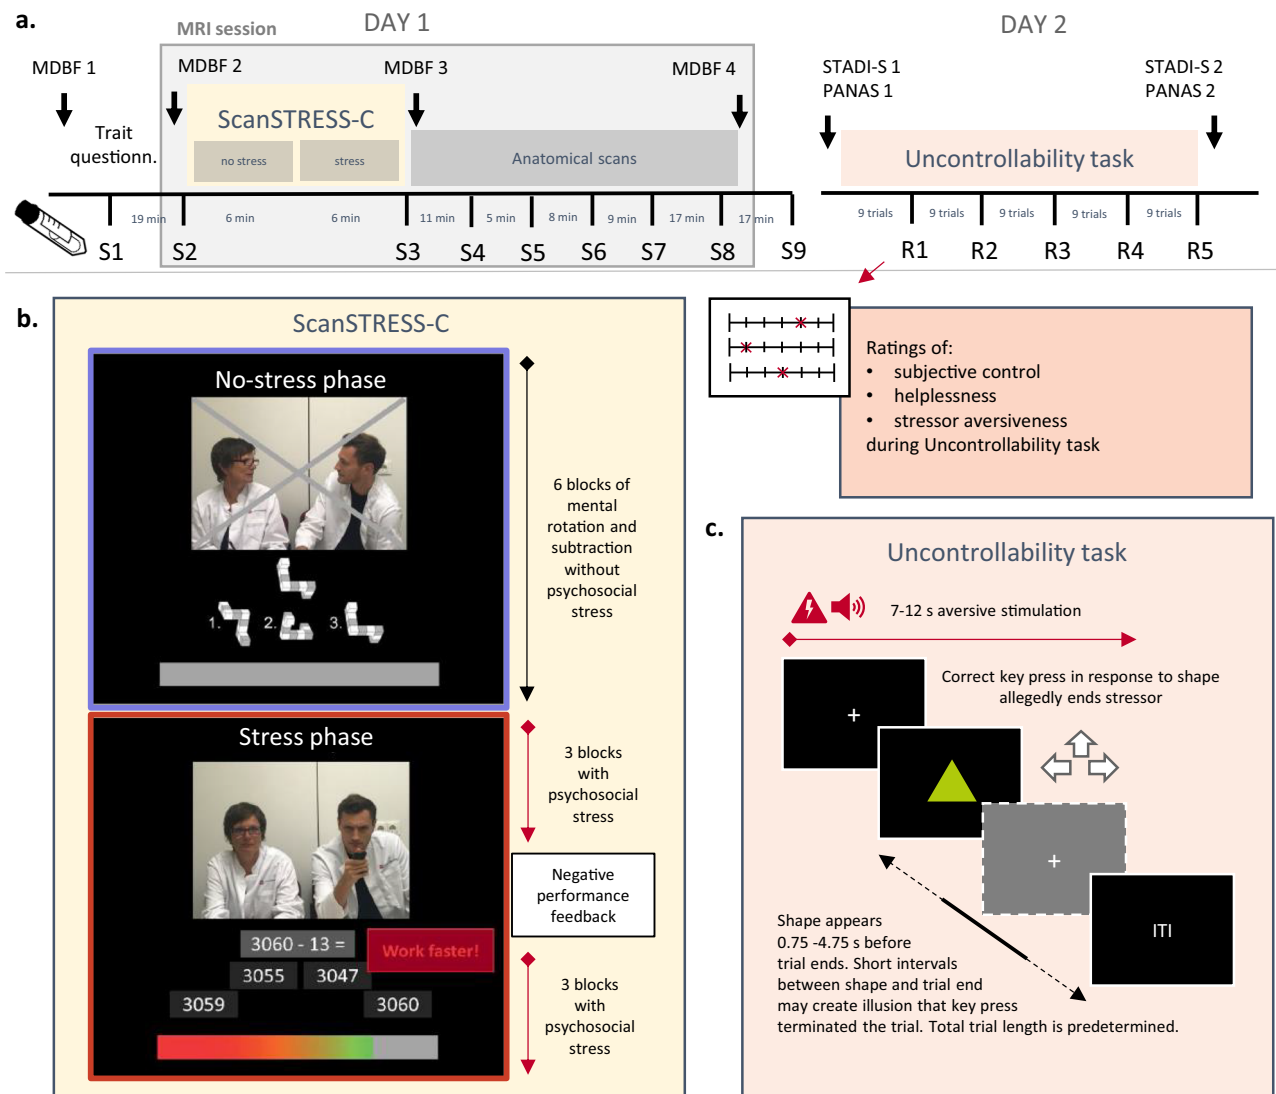 a.
DAY 1
DAY 2
MRI session
MDBF 1
MDBF 2
MDBF 3
MDBF 4
STADI-S 1
PANAS 1
STADI-S 2
PANAS 2
Trait
questionn.
ScanSTRESS-C
no stress
stress
Anatomical scans
Uncontrollability task
19 min
6 min
6 min
11 min
5 min
8 min
9 min
17 min
17 min
9 trials
9 trials
9 trials
9 trials
9 trials
S1
S2
S3
S4
S5
S6
S7
S8
S9
R1
R2
R3
R4
R5
b.
ScanSTRESS-C
No-stress phase
1.
2.
3.
6 blocks of
mental
rotation and
subtraction
without
psychosocial
stress
Stress phase
3060 - 13 =
Work faster!
3055
3047
3059
3060
3 blocks
with
psychosocial
stress
Negative
performance
feedback
3 blocks
with
psychosocial
stress
Ratings of:
• subjective control
• helplessness
• stressor aversiveness
during Uncontrollability task
c.
Uncontrollability task
7-12 s aversive stimulation
Correct key press in response to shape
allegedly ends stressor
+
+
ITI
Shape appears
0.75 -4.75 s before
trial ends. Short intervals
between shape and trial end
may create illusion that key press
terminated the trial. Total trial length is predetermined.